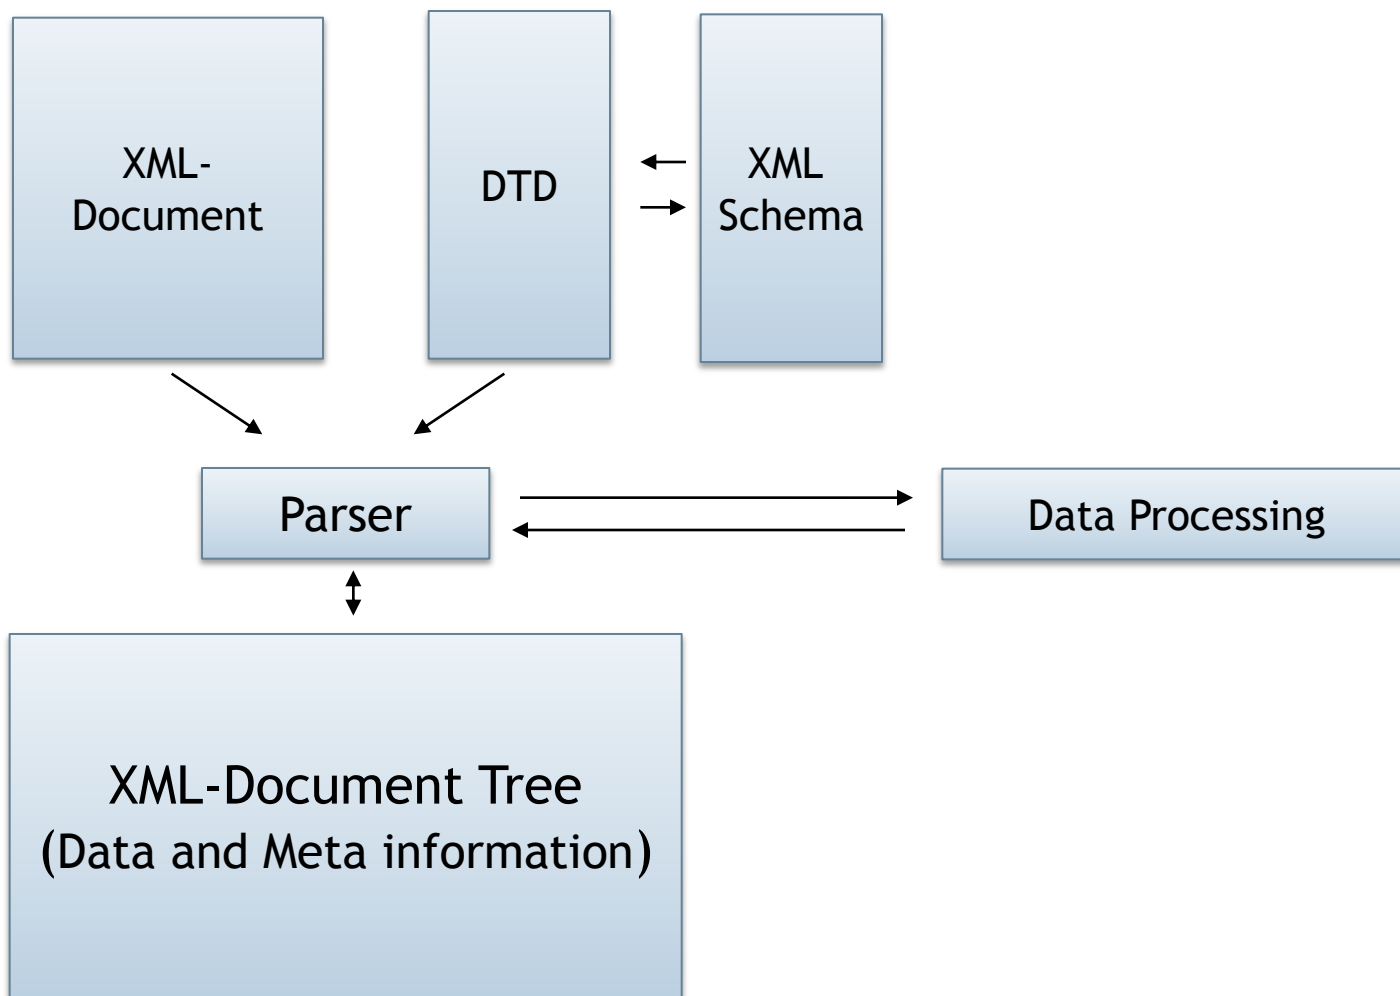 XML-
Document
DTD
XML
Schema
Parser
Data Processing
XML-Document Tree
(Data and Meta information)